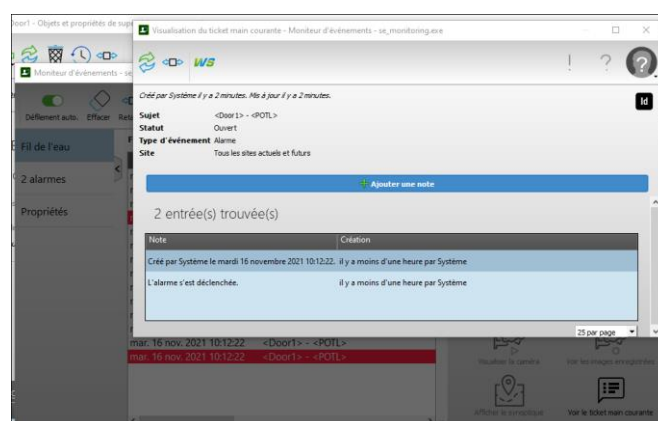 Door1 - Objets et propriétés de sup
Visualisation du ticket main courante - Moniteur d'événements - se_monitoring.exe
Moniteur d'événements - se
WS
Défilement auto.
Effacer
Créé par Système il y a 2 minutes. Mis à jour il y a 2 minutes.
Id
Sujet <Door1> - <POTL>
Statut Ouvert
Type d'événement Alarme
Site Tous les sites actuels et futurs
Fil de l'eau
2 alarmes
Propriétés
Ajouter une note
2 entrée(s) trouvée(s)
Note Création
Créé par Système le mardi 16 novembre 2021 10:12:22. il y a moins d'une heure par Système
L'alarme s'est déclenchée. il y a moins d'une heure par Système
25 par page
mar. 16 nov. 2021 10:12:22 <Door1> - <POTL>
mar. 16 nov. 2021 10:12:22 <Door1> - <POTL>
Visualiser la caméra
Voir les images enregistrées
Afficher le synoptique
Voir le ticket main courante